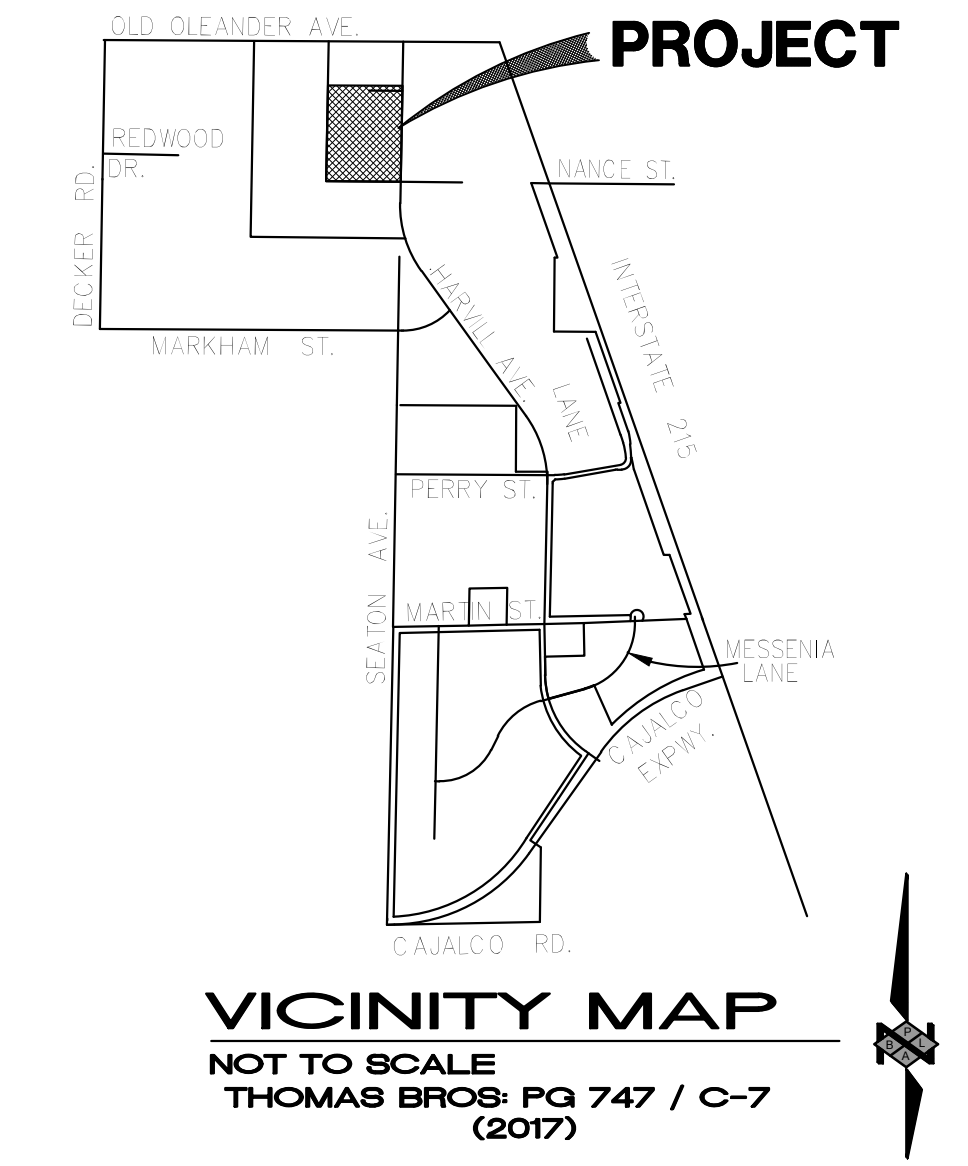 OLD OLEANDER AVE.
PROJECT
REDWOOD
DR.
NANCE ST.
DECKER RD.
HARVILL AVE.
INTERSTATE 215
MARKHAM ST.
LANE
PERRY ST.
SEATON AVE.
MARTIN ST.
MESSENIA
LANE
CAJALCO
EXPWY.
CAJALCO RD.
VICINITY MAP
NOT TO SCALE
THOMAS BROS: PG 747 / C-7
(2017)
N
P
B L
A